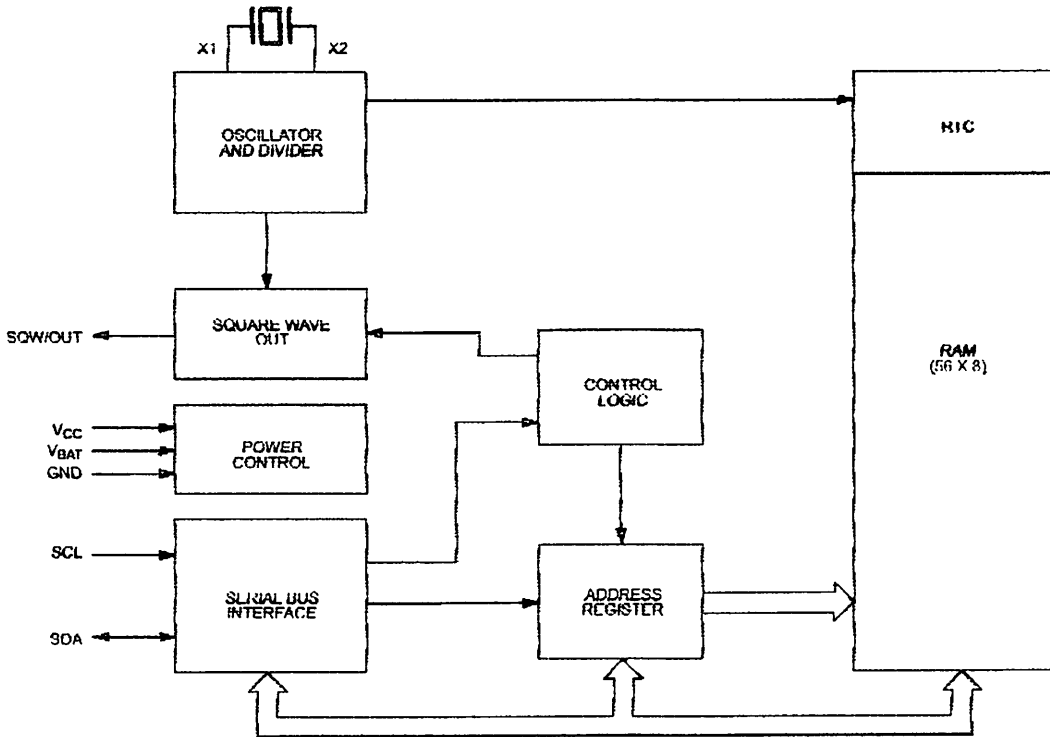 X1 X2
OSCILLATOR
AND DIVIDER
RTC
SQW/OUT
SQUARE WAVE
OUT
CONTROL
LOGIC
RAM
(56 X 8)
VCC
VBAT
GND
POWER
CONTROL
SCL
SDA
SERIAL BUS
INTERFACE
ADDRESS
REGISTER